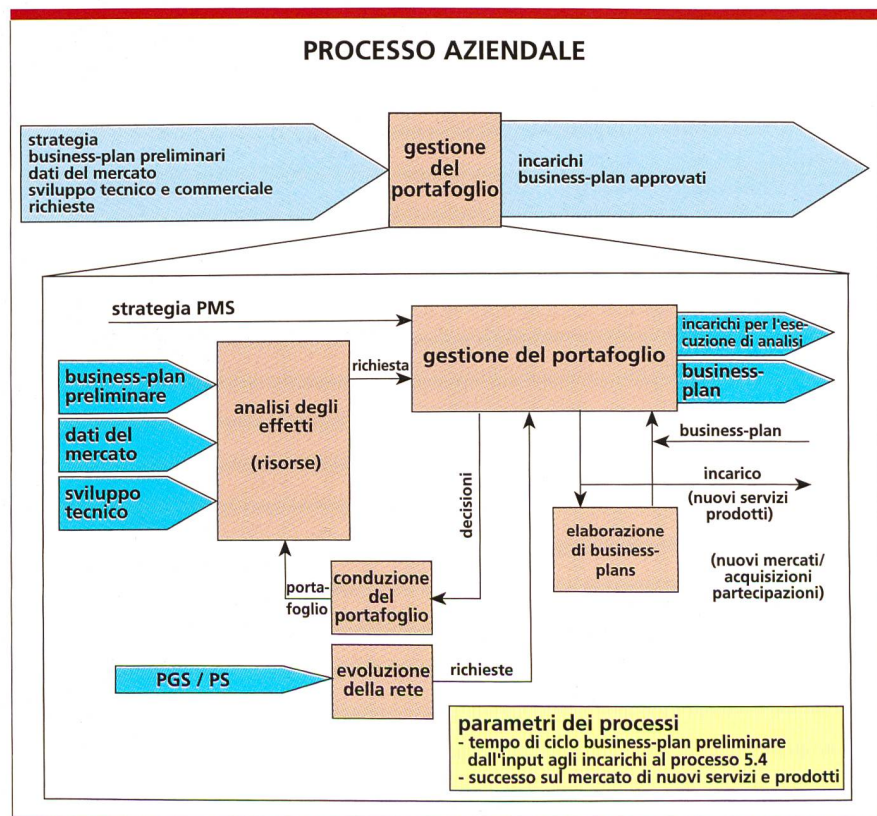 PROCESSO AZIENDALE
strategia
business-plan preliminari
dati del mercato
sviluppo tecnico e commerciale
richieste
gestione
del
portafoglio
incarichi
business-plan approvati
strategia PMS
gestione del portafoglio
incarichi per l'ese-
cuzione di analisi
business-
plan
business-plan
preliminare
dati del
mercato
sviluppo
tecnico
analisi degli
effetti
(risorse)
richiesta
decisioni
business-plan
incarico
(nuovi servizi
prodotti)
elaborazione
di business-
plans
(nuovi mercati/
acquisizioni
partecipazioni)
porta-
foglio
conduzione
del
portafoglio
PGS / PS
evoluzione
della rete
richieste
parametri dei processi
- tempo di ciclo business-plan preliminare
dall'input agli incarichi al processo 5.4
- successo sul mercato di nuovi servizi e prodotti